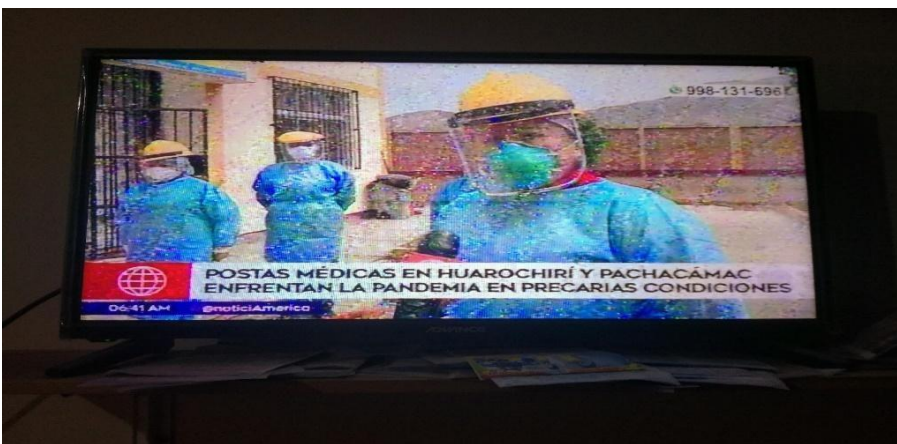 998-131-696
POSTAS MÉDICAS EN HUAROCHIRÍ Y PACHACÁMAC
ENFRENTAN LA PANDEMIA EN PRECARIAS CONDICIONES
06:41 AM @noticiAmerica